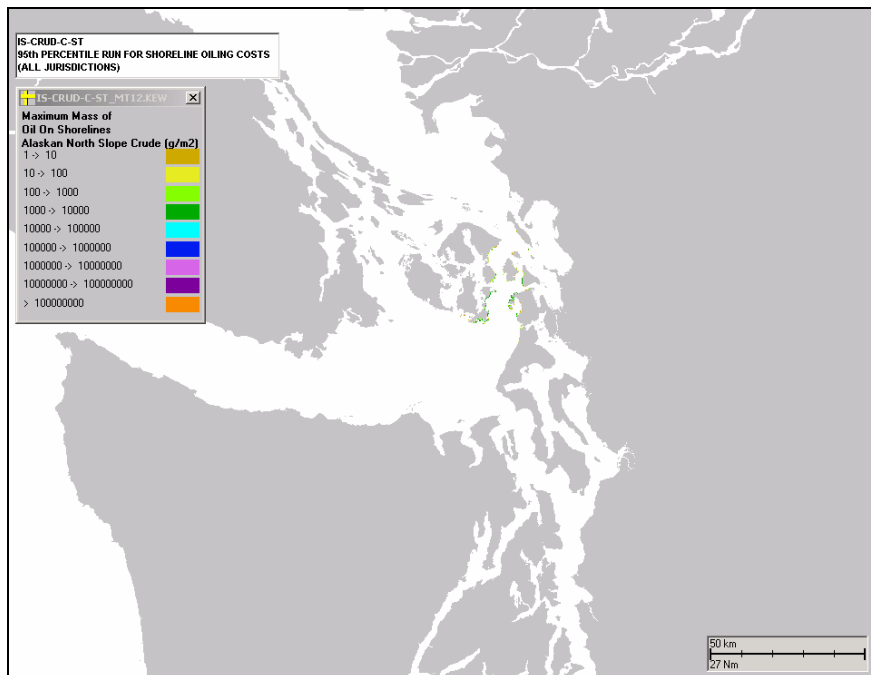 IS-CRUD-C-ST
95th PERCENTILE RUN FOR SHORELINE OILING COSTS
(ALL JURISDICTIONS)
IS-CRUD-C-ST_MT12.KEW
Maximum Mass of
Oil On Shorelines
Alaskan North Slope Crude (g/m2)
1 -> 10
10 -> 100
100 -> 1000
1000 -> 10000
10000 -> 100000
100000 -> 1000000
1000000 -> 10000000
10000000 -> 100000000
> 100000000
50 km
27 Nm